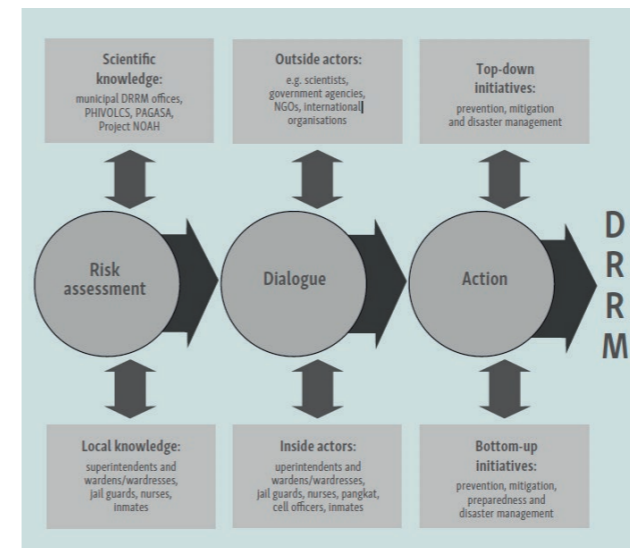 Scientific
knowledge:
municipal DRRM offices,
PHIVOLCS, PAGASA,
Project NOAH
Outside actors:
e.g. scientists,
government agencies,
NGOs, international
organisations
Top-down
initiatives:
prevention, mitigation
and disaster management
Risk
assessment
Dialogue
Action
D
R
R
M
Local knowledge:
superintendents and
wardens/wardresses,
jail guards, nurses,
inmates
Inside actors:
uperintendents and
wardens/wardresses,
jail guards, nurses, pangkat,
cell officers, inmates
Bottom-up
initiatives:
prevention, mitigation,
preparedness and
disaster management